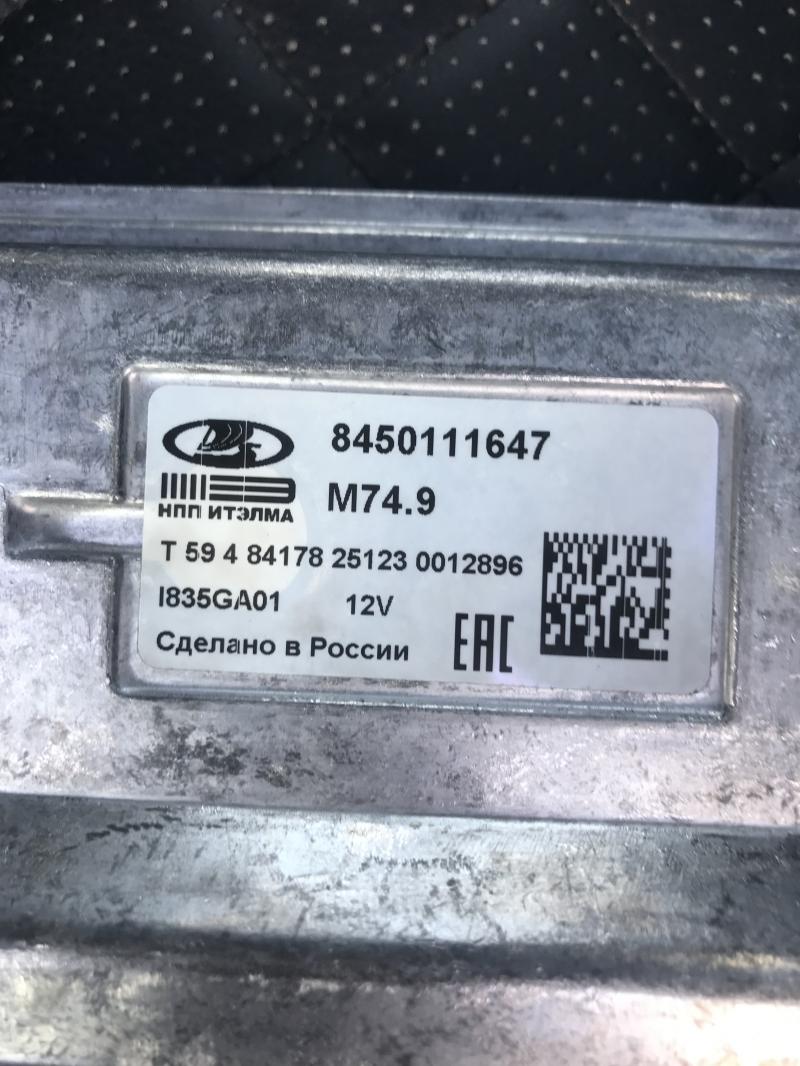 8450111647
НПП ИТЭЛМА
M74.9
T 59 4 84178 25123 0012896
I835GA01 12V
Сделано в России
EAC